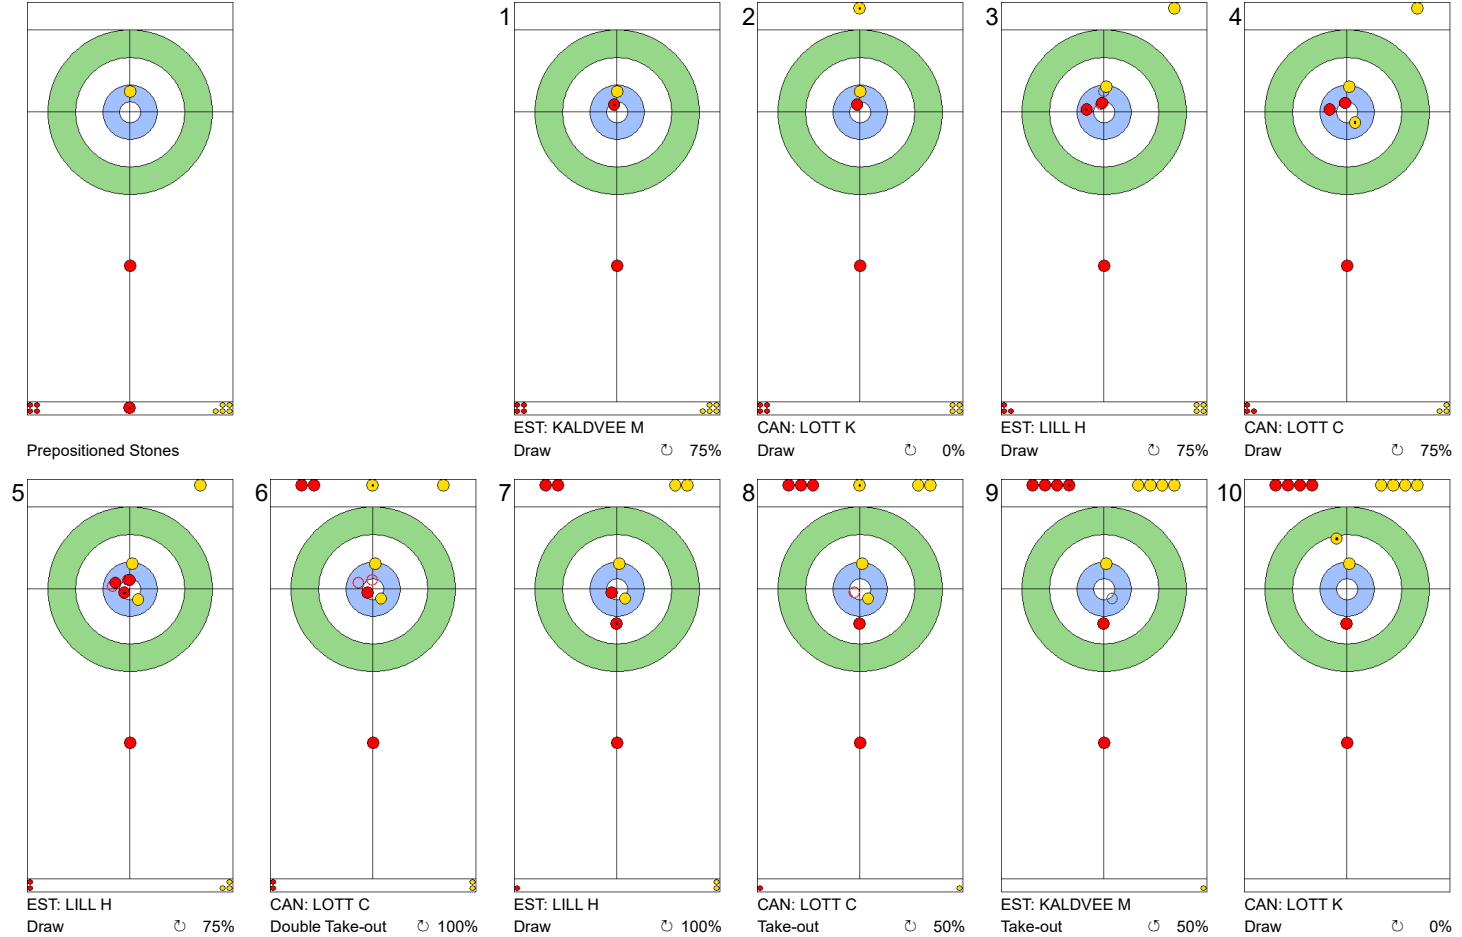 1
2
3
4
Prepositioned Stones
EST: KALDVEE M
Draw ↻ 75%
CAN: LOTT K
Draw ↻ 0%
EST: LILL H
Draw ↻ 75%
CAN: LOTT C
Draw ↻ 75%
5
6
7
8
9
10
EST: LILL H
Draw ↻ 75%
CAN: LOTT C
Double Take-out ↻ 100%
EST: LILL H
Draw ↻ 100%
CAN: LOTT C
Take-out ↻ 50%
EST: KALDVEE M
Take-out ↺ 50%
CAN: LOTT K
Draw ↻ 0%